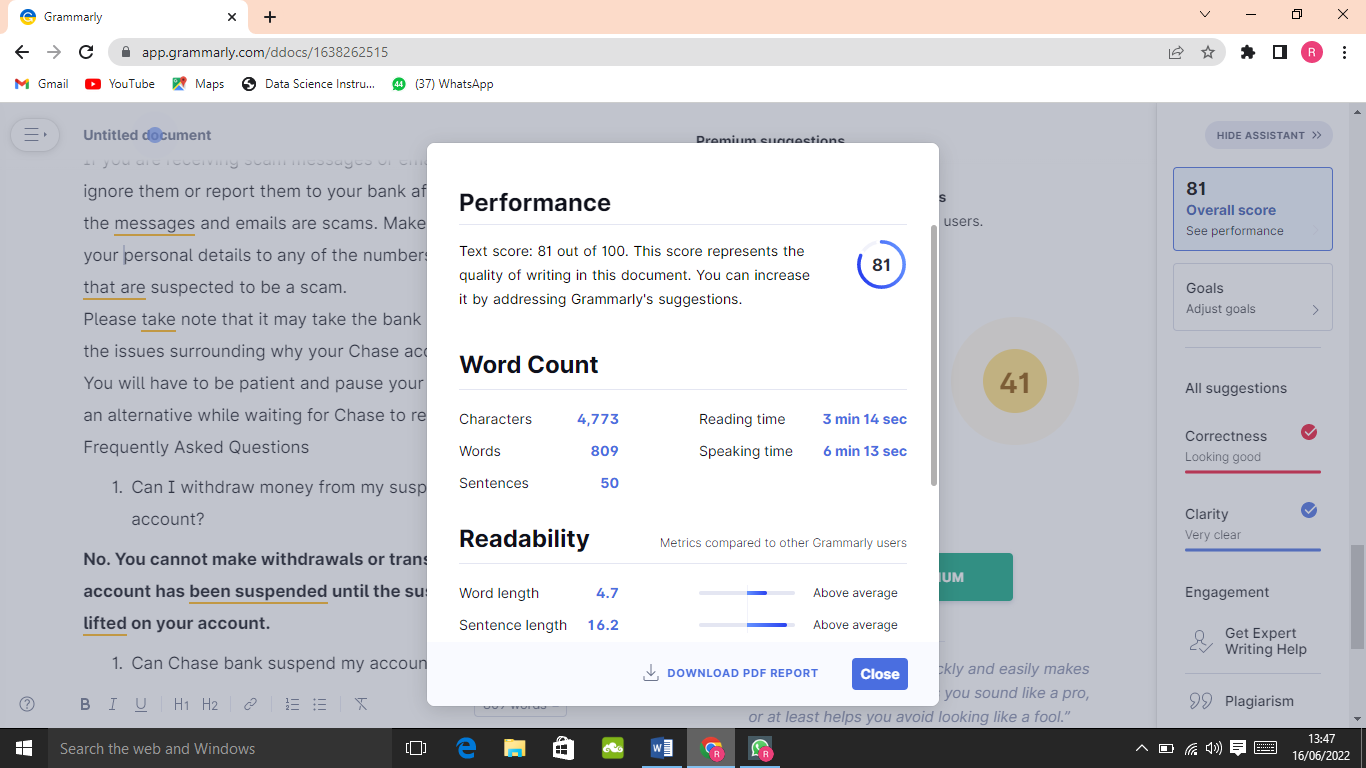 Grammarly
app.grammarly.com/ddocs/1638262515
R
Gmail
YouTube
Maps
Data Science Instru...
44
(37) WhatsApp
Untitled document
If you are receiving scam messages or
ignore them or report them to your bank
the messages and emails are scams. Make
your personal details to any of the numbers
that are suspected to be a scam.
Please take note that it may take the bank
the issues surrounding why your Chase
You will have to be patient and pause your
an alternative while waiting for Chase to
Frequently Asked Questions
1. Can I withdraw money from my
account?
No. You cannot make withdrawals or
account has been suspended until the
lifted on your account.
1. Can Chase bank suspend my
B I U H1 H2
words
Premium suggestions
users.
41
Performance
Text score: 81 out of 100. This score represents the
quality of writing in this document. You can increase
it by addressing Grammarly's suggestions.
81
Word Count
Characters 4,773 Reading time 3 min 14 sec
Words 809 Speaking time 6 min 13 sec
Sentences 50
Readability Metrics compared to other Grammarly users
Word length 4.7 Above average
Sentence length 16.2 Above average
DOWNLOAD PDF REPORT
Close
and easily makes
you sound like a pro,
or at least helps you avoid looking like a fool.”
HIDE ASSISTANT
81
Overall score
See performance
Goals
Adjust goals
All suggestions
Correctness
Looking good
Clarity
Very clear
Engagement
Get Expert
Writing Help
Plagiarism
Search the web and Windows
R
R
13:47
16/06/2022